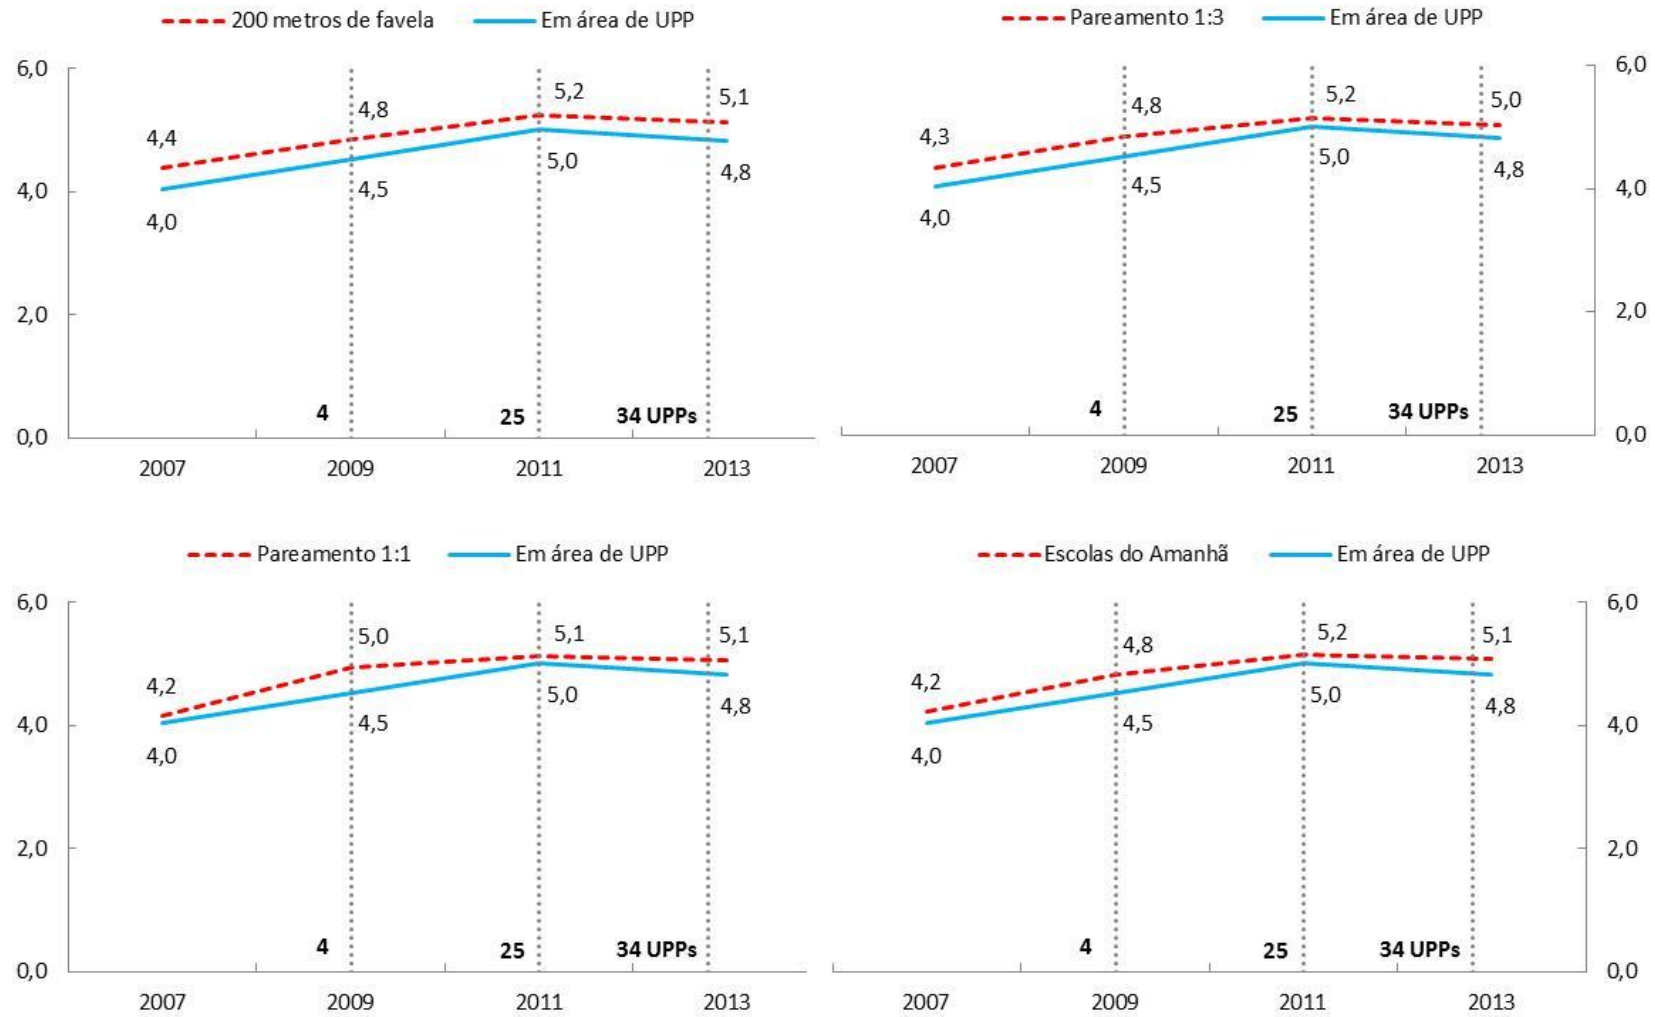 200 metros de favela Em área de UPP
6,0
4,8 5,2 5,1
4,4
4,0 5,0 4,8
4,5
4,0
2,0
4 25 34 UPPs
0,0
2007 2009 2011 2013
Pareamento 1:3 Em área de UPP
6,0
4,8 5,2 5,0
4,3
5,0 4,8
4,5 4,0
4,0
2,0
4 25 34 UPPs
0,0
2007 2009 2011 2013
Pareamento 1:1 Em área de UPP
6,0
5,0 5,1 5,1
4,2
5,0 4,8
4,0 4,5
4,0
2,0
4 25 34 UPPs
0,0
2007 2009 2011 2013
Escolas do Amanhã Em área de UPP
6,0
4,8 5,2 5,1
4,2
5,0 4,8
4,5 4,0
4,0
2,0
4 25 34 UPPs
0,0
2007 2009 2011 2013